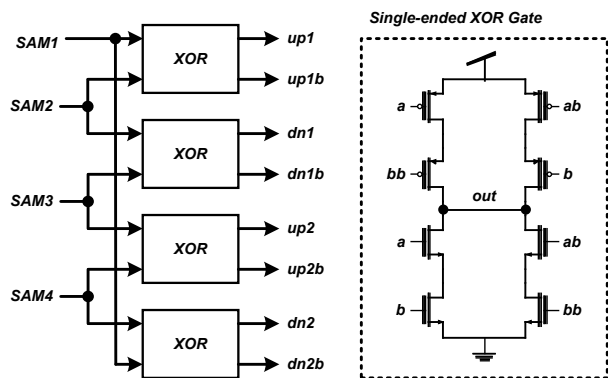 Single-ended XOR Gate
SAM1
SAM2
SAM3
SAM4
XOR
XOR
XOR
XOR
up1
up1b
dn1
dn1b
up2
up2b
dn2
dn2b
a
ab
bb
b
out
a
ab
b
bb